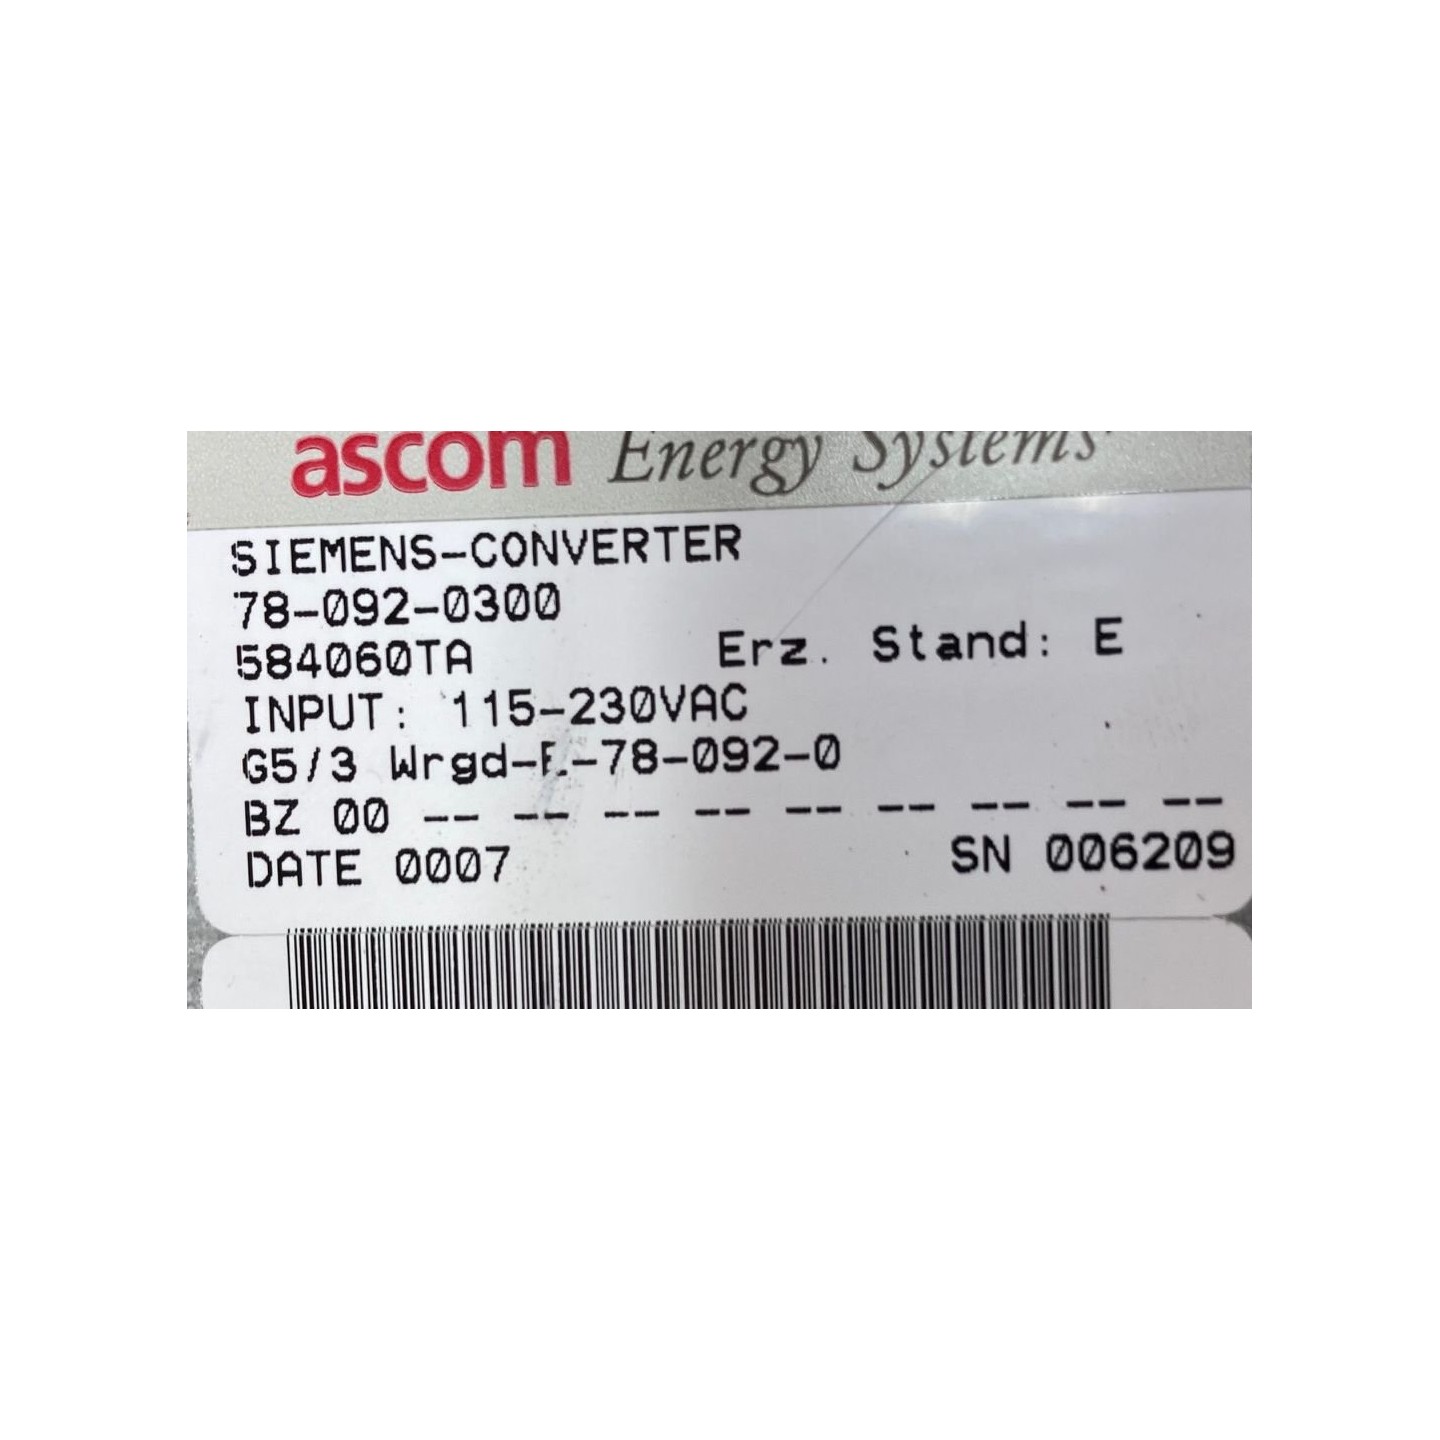 ascom Energy Systems
SIEMENS-CONVERTER
78-092-0300
584060TA Erz. Stand: E
INPUT: 115-230VAC
G5/3 -78-092-0
BZ 00 -- -- -- -- -- -- -- -- --
DATE 0007 SN 006209